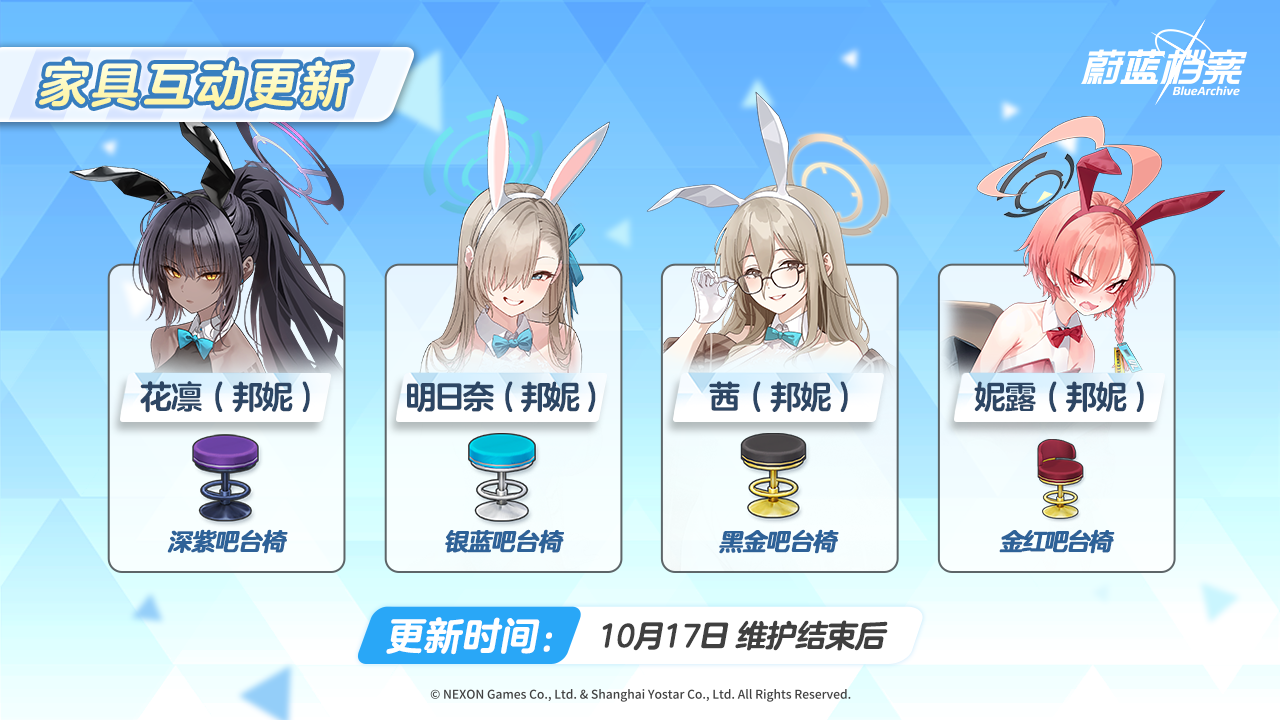 家具互动更新
蔚蓝档案
BlueArchive
花凛（邦妮）
明日奈（邦妮）
茜（邦妮）
妮露（邦妮）
深紫吧台椅
银蓝吧台椅
黑金吧台椅
金红吧台椅
更新时间：
10月17日 维护结束后
© NEXON Games Co., Ltd. & Shanghai Yostar Co., Ltd. All Rights Reserved.